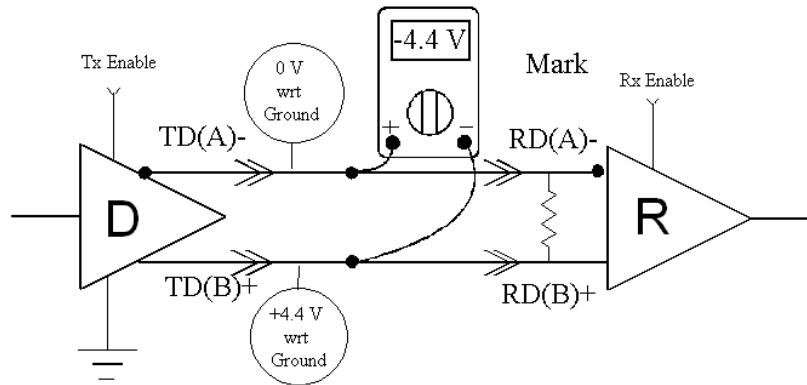 -4.4 V
Tx Enable
0 V
wrt
Ground
Mark
Rx Enable
+ -
TD(A)-
RD(A)-
D
R
TD(B)+
RD(B)+
+4.4 V
wrt
Ground